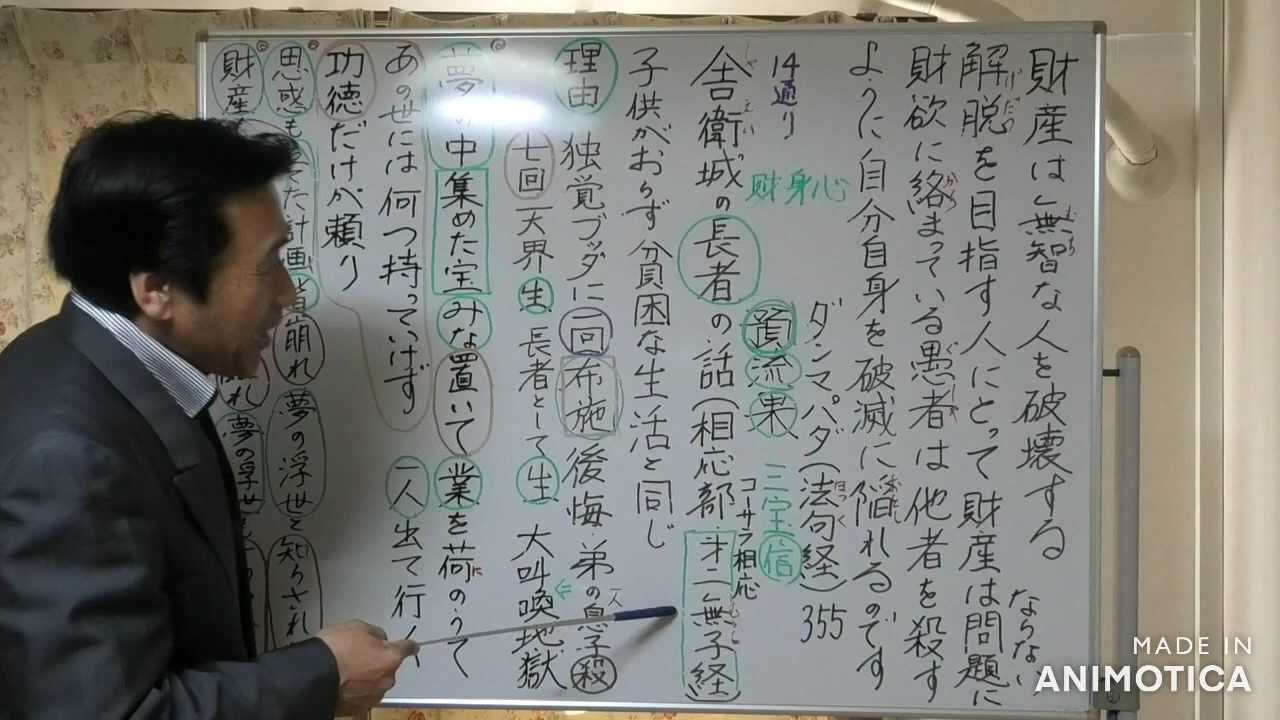 財産は無智な人を破壊する
解脱を目指す人にとって財産は問題に
ならない
財欲に絡まっている愚者は他者を殺す
ように自分自身を破滅に陥れるのです
ダンマパダ(法句経)355
14通り
財身心
預流果
三宝信
舎衛城の長者の話(相応部
コーサラ相応
無子経)
子供がおらず貧困な生活と同じ
理由
独覚ブッダに一回布施後悔
弟の息子殺
一人
七回
天界生
長者として生
大叫喚地獄
夢の中集めた宝みな置いて業を荷のうて
あの世には何つ持っていけず
一人出て行く
功徳だけが頼り
思惑も
た計画皆崩れ夢の浮世と知らされ
財産
夢の浮世
MADE IN
ANIMOTICA